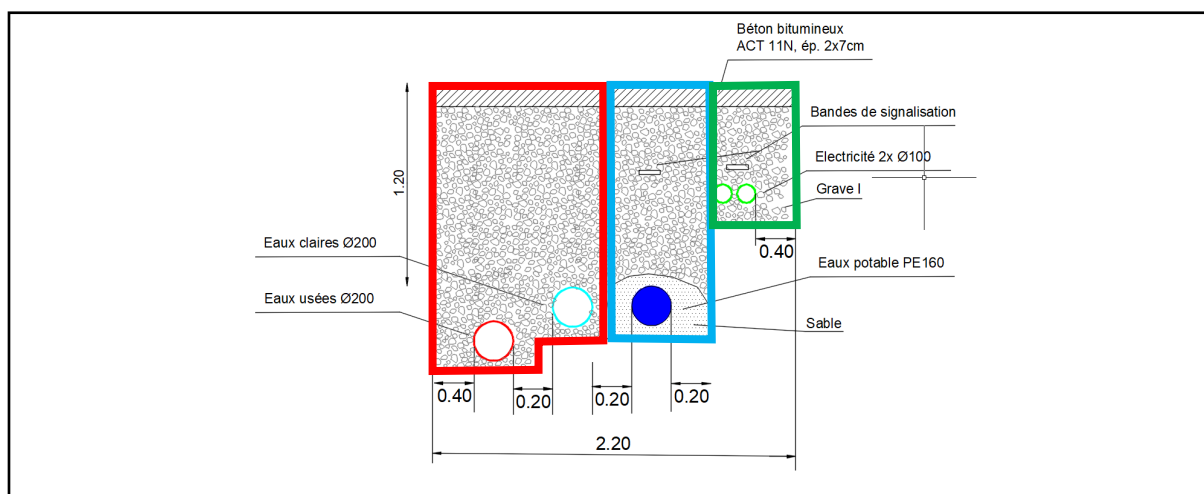 Béton bitumineux
ACT 11N, ép. 2x7cm
Bandes de signalisation
1.20
Electricité 2x Ø100
Grave I
Eaux claires Ø200
0.40
Eaux potable PE160
Eaux usées Ø200
Sable
0.40
0.20
0.20
0.20
2.20